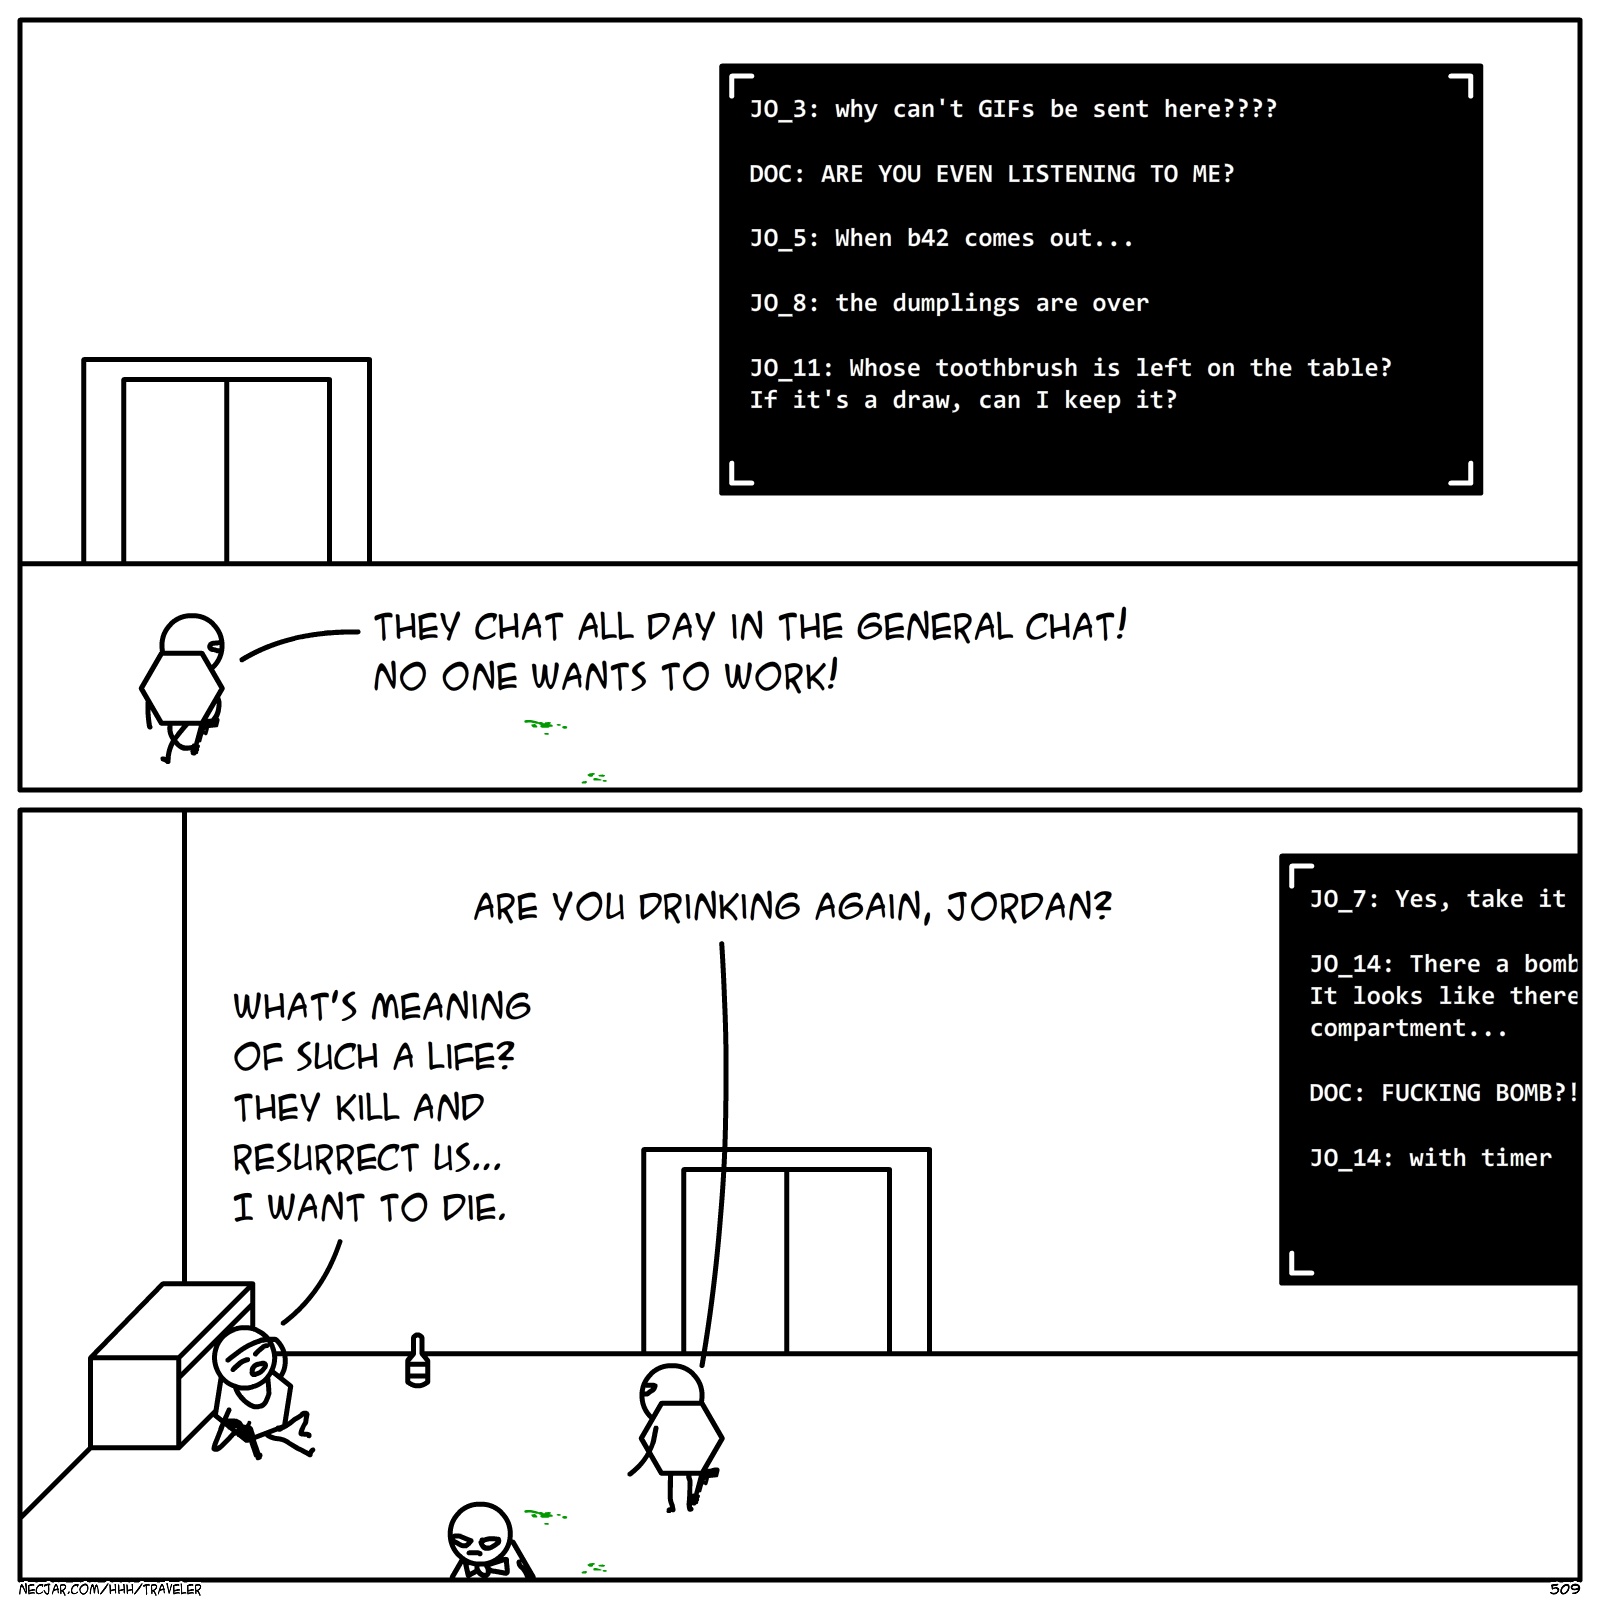 JO_3: why can't GIFs be sent here????
DOC: ARE YOU EVEN LISTENING TO ME?
JO_5: When b42 comes out...
JO_8: the dumplings are over
JO_11: Whose toothbrush is left on the table?
If it's a draw, can I keep it?
THEY CHAT ALL DAY IN THE GENERAL CHAT!
NO ONE WANTS TO WORK!
ARE YOU DRINKING AGAIN, JORDAN?
WHAT'S MEANING
OF SUCH A LIFE?
THEY KILL AND
RESURRECT US...
I WANT TO DIE.
JO_7: Yes, take it
JO_14: There a bomb
It looks like there
compartment...
DOC: FUCKING BOMB?!
JO_14: with timer
NECJAR.COM/HHH/TRAVELER
509